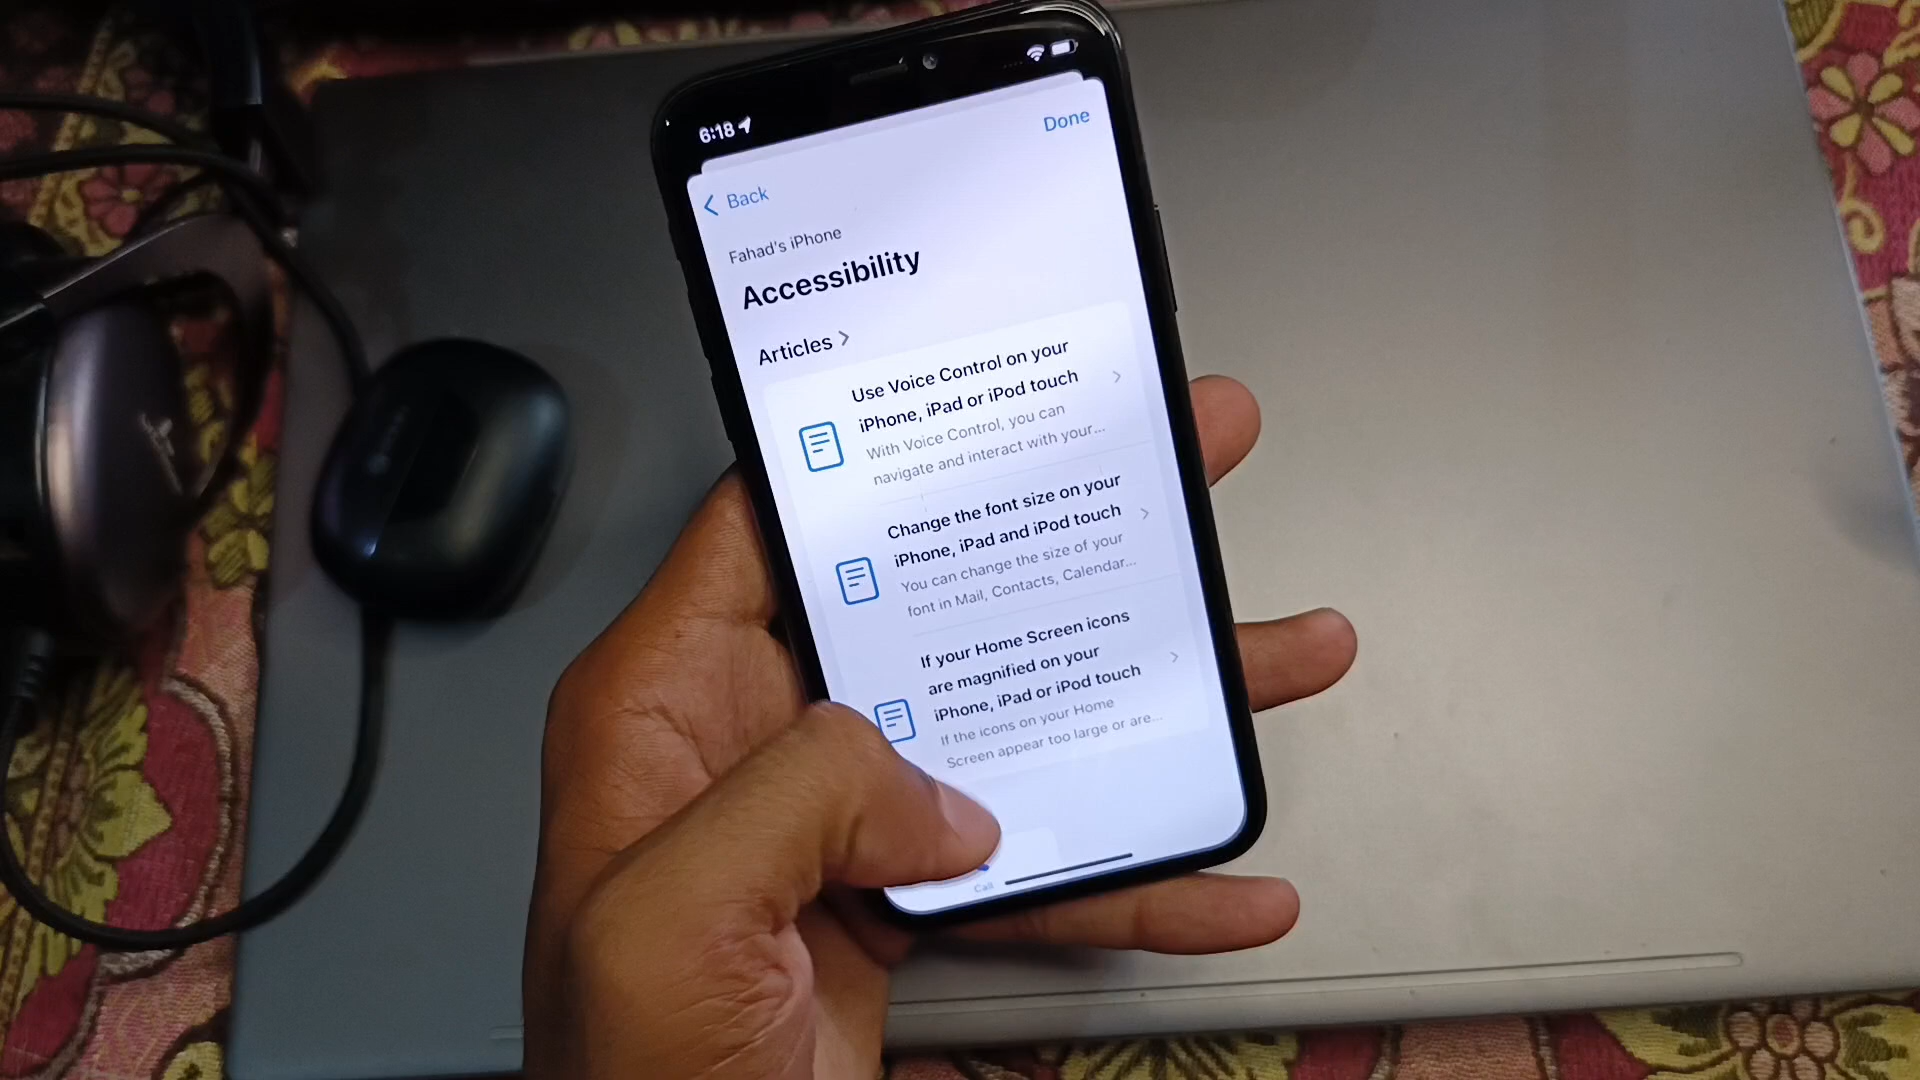 6:18
Done
Back
Fahad's iPhone
Accessibility
Articles
Use Voice Control on your
iPhone, iPad or iPod touch
With Voice Control, you can
navigate and interact with your...
Change the font size on your
iPhone, iPad and iPod touch
You can change the size of your
font in Mail, Contacts, Calendar...
If your Home Screen icons
are magnified on your
iPhone, iPad or iPod touch
If the icons on your Home
Screen appear too large or are...
Call